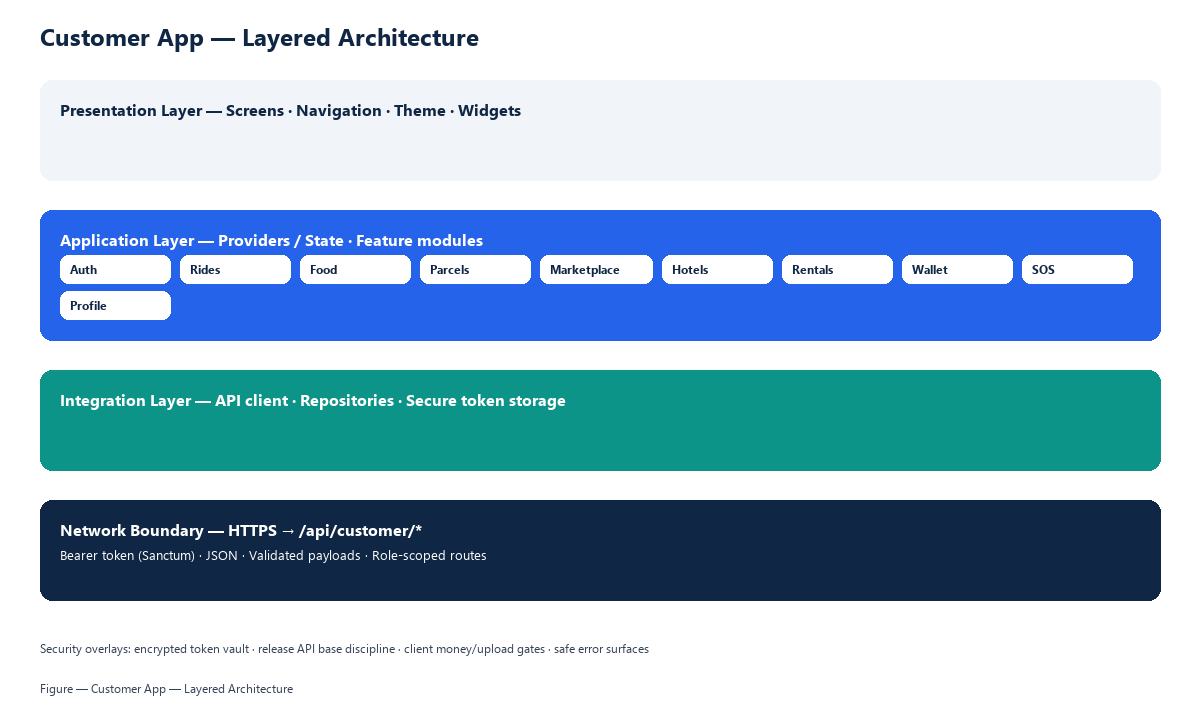 Customer App — Layered Architecture
Presentation Layer — Screens · Navigation · Theme · Widgets
Application Layer — Providers / State · Feature modules
Auth Rides Food Parcels Marketplace Hotels Rentals Wallet SOS
Profile
Integration Layer — API client · Repositories · Secure token storage
Network Boundary — HTTPS → /api/customer/*
Bearer token (Sanctum) · JSON · Validated payloads · Role-scoped routes
Security overlays: encrypted token vault · release API base discipline · client money/upload gates · safe error surfaces
Figure — Customer App — Layered Architecture